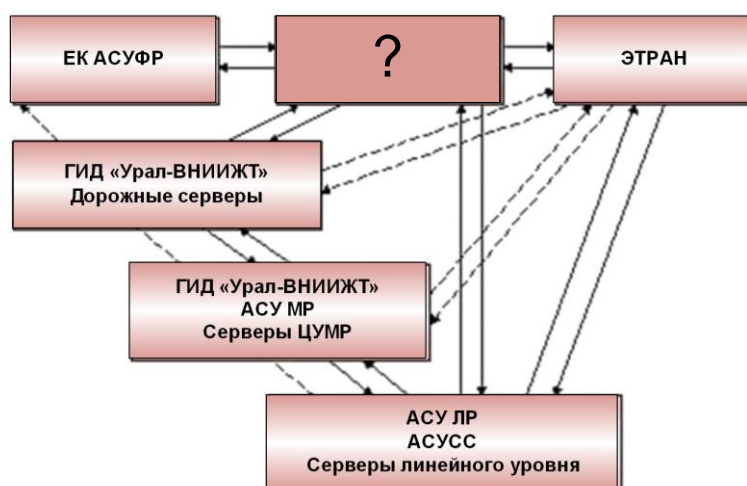 ЕК АСУФР
?
ЭТРАН
ГИД «Урал-ВНИИЖТ»
Дорожные серверы
ГИД «Урал-ВНИИЖТ»
АСУ МР
Серверы ЦУМР
АСУ ЛР
АСУСС
Серверы линейного уровня